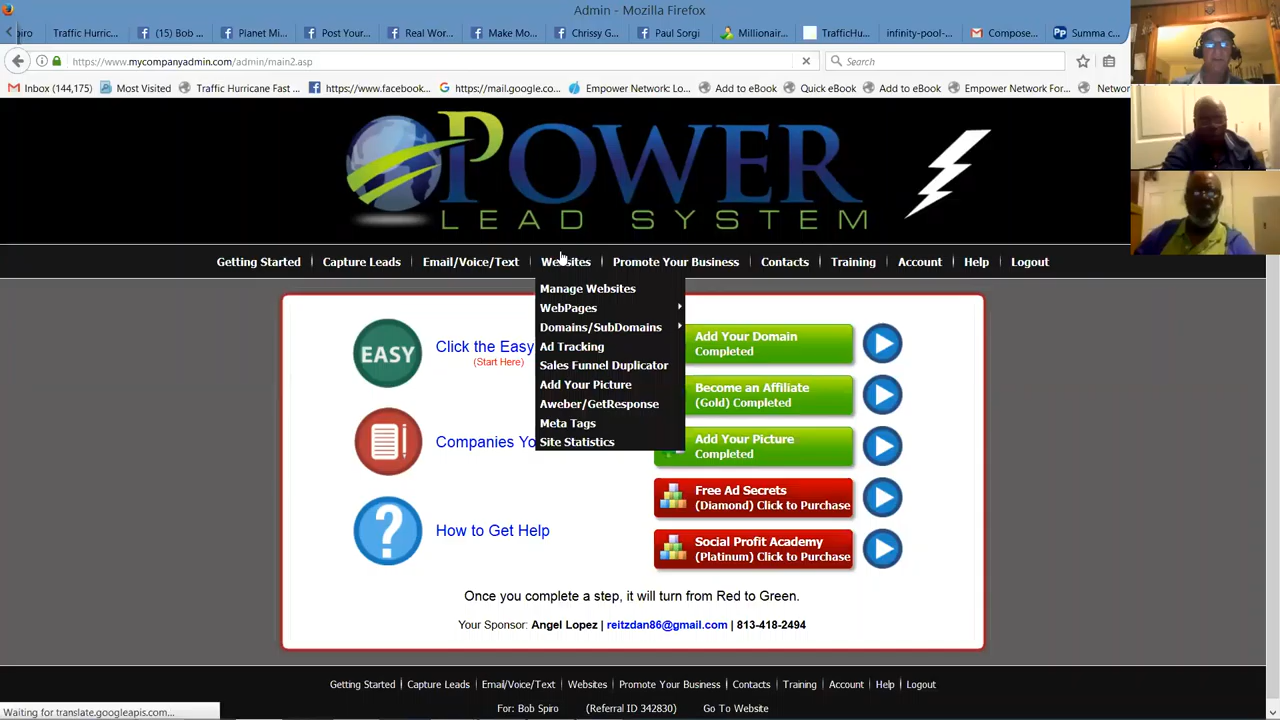 Admin - Mozilla Firefox
iro
Traffic Hurric...
(15) Bob ...
Planet Mi...
Post Your...
Real Wor...
Make Mo...
Chrissy G...
Paul Sorgi
Millionair...
TrafficHu...
infinity-pool-...
Compose...
Pp Summa c...
https://www.mycompanyadmin.com/admin/main2.asp
Search
Inbox (144,175)
Most Visited
Traffic Hurricane Fast ...
https://www.facebook...
https://mail.google.co...
Empower Network: Lo...
Add to eBook
Quick eBook
Add to eBook
Empower Network For...
Networ
POWER
LEAD SYSTEM
Getting Started
Capture Leads
Email/Voice/Text
Websites
Promote Your Business
Contacts
Training
Account
Help
Logout
Manage Websites
WebPages
Domains/SubDomains
Ad Tracking
Sales Funnel Duplicator
Add Your Picture
Aweber/GetResponse
Meta Tags
Site Statistics
EASY
Click the Easy
(Start Here)
Companies Yo
?
How to Get Help
Add Your Domain
Completed
Become an Affiliate
(Gold) Completed
Add Your Picture
Completed
Free Ad Secrets
(Diamond) Click to Purchase
Social Profit Academy
(Platinum) Click to Purchase
Once you complete a step, it will turn from Red to Green.
Your Sponsor: Angel Lopez | reitzdan86@gmail.com | 813-418-2494
Getting Started | Capture Leads | Email/Voice/Text | Websites | Promote Your Business | Contacts | Training | Account | Help | Logout
For: Bob Spiro (Referral ID 342830) Go To Website
Waiting for translate.googleapis.com...